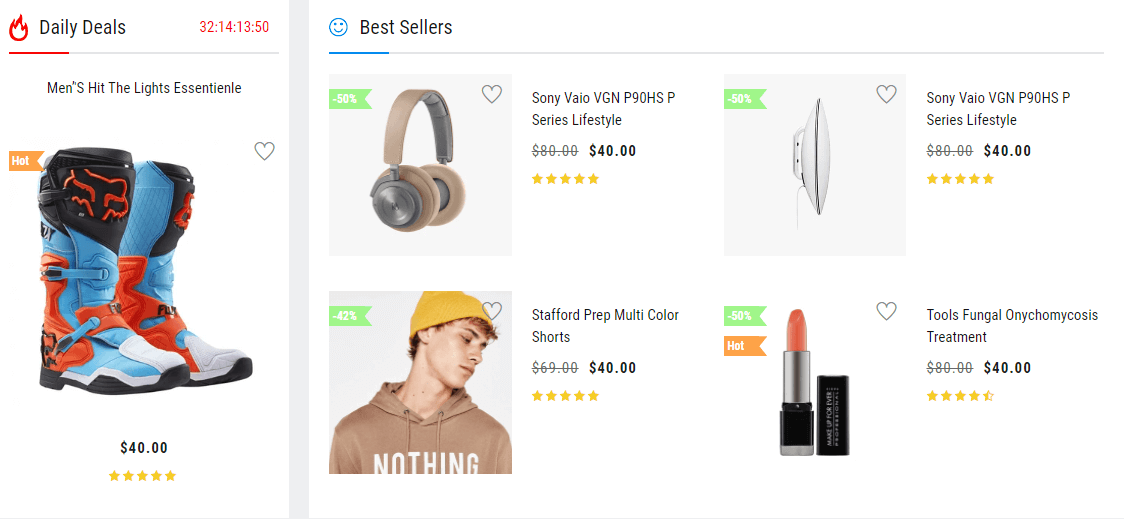 Daily Deals
32:14:13:50
Men"S Hit The Lights Essentienle
Hot
FOX
$40.00
Best Sellers
-50%
Sony Vaio VGN P90HS P
Series Lifestyle
$80.00 $40.00
-50%
Sony Vaio VGN P90HS P
Series Lifestyle
$80.00 $40.00
-42%
NOTHING
Stafford Prep Multi Color
Shorts
$69.00 $40.00
-50%
Hot
MAKE UP FOR EVER
PROFESSIONAL
Tools Fungal Onychomycosis
Treatment
$80.00 $40.00